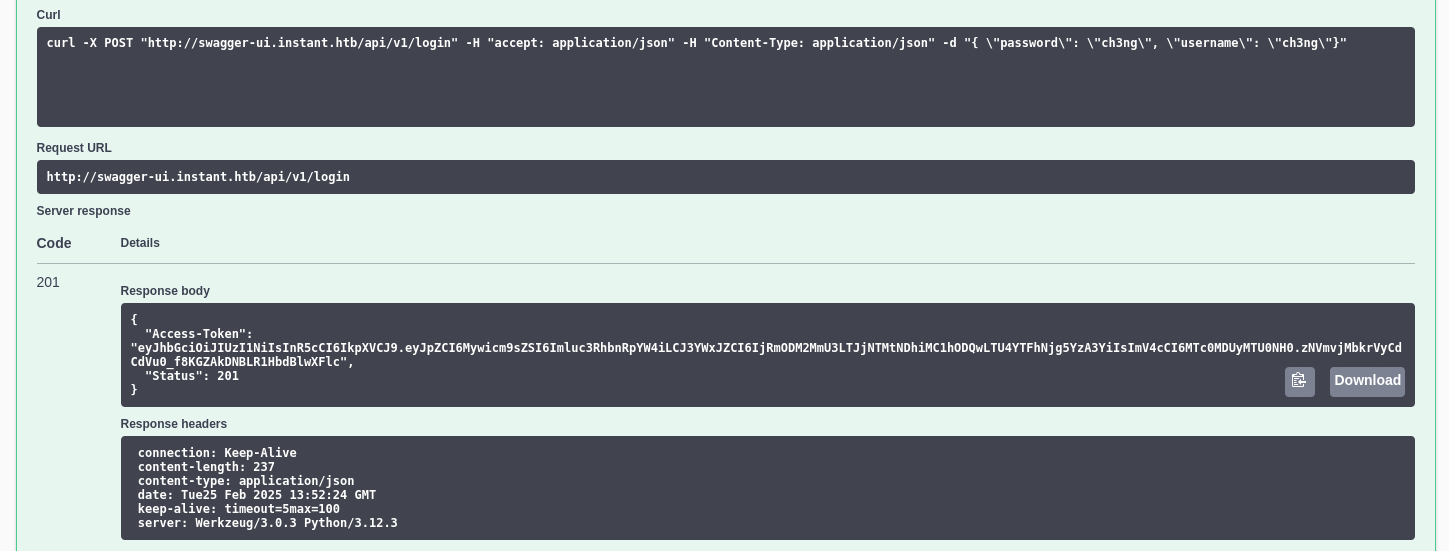 Curl
curl -X POST "http://swagger-ui.instant.htb/api/v1/login" -H "accept: application/json" -H "Content-Type: application/json" -d "{ \"password\": \"ch3ng\", \"username\": \"ch3ng\"}"
Request URL
http://swagger-ui.instant.htb/api/v1/login
Server response
Code Details
201
Response body
{
  "Access-Token":
"eyJhbGciOiJIUzI1NiIsInR5cCI6IkpXVCJ9.eyJpZCI6Mywicm9sZSI6Imluc3RhbnRpYW4iLCJ3YWxJZCI6IjRmODM2MmU3LTJjNTMtNDhiMC1hODQwLTU4YTFhNjg5YzA3YiIsImV4cCI6MTc0MDUyMTU0NH0.zNVmvjMbkrVyCd
CdVu0_f8KGZAkDNBLR1HbdBlwXFlc",
  "Status": 201
}
Download
Response headers
connection: Keep-Alive
content-length: 237
content-type: application/json
date: Tue25 Feb 2025 13:52:24 GMT
keep-alive: timeout=5max=100
server: Werkzeug/3.0.3 Python/3.12.3